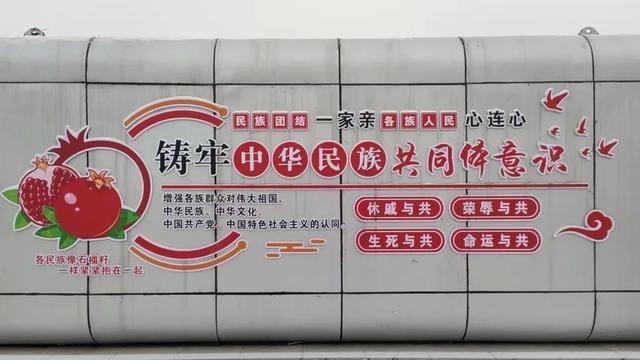 民族团结 一家亲 各族人民 心连心
铸牢中华民族共同体意识
增强各族群众对伟大祖国、
中华民族、中华文化、
中国共产党、中国特色社会主义的认同。
休戚与共 荣辱与共
生死与共 命运与共
各民族像石榴籽
一样紧紧抱在一起